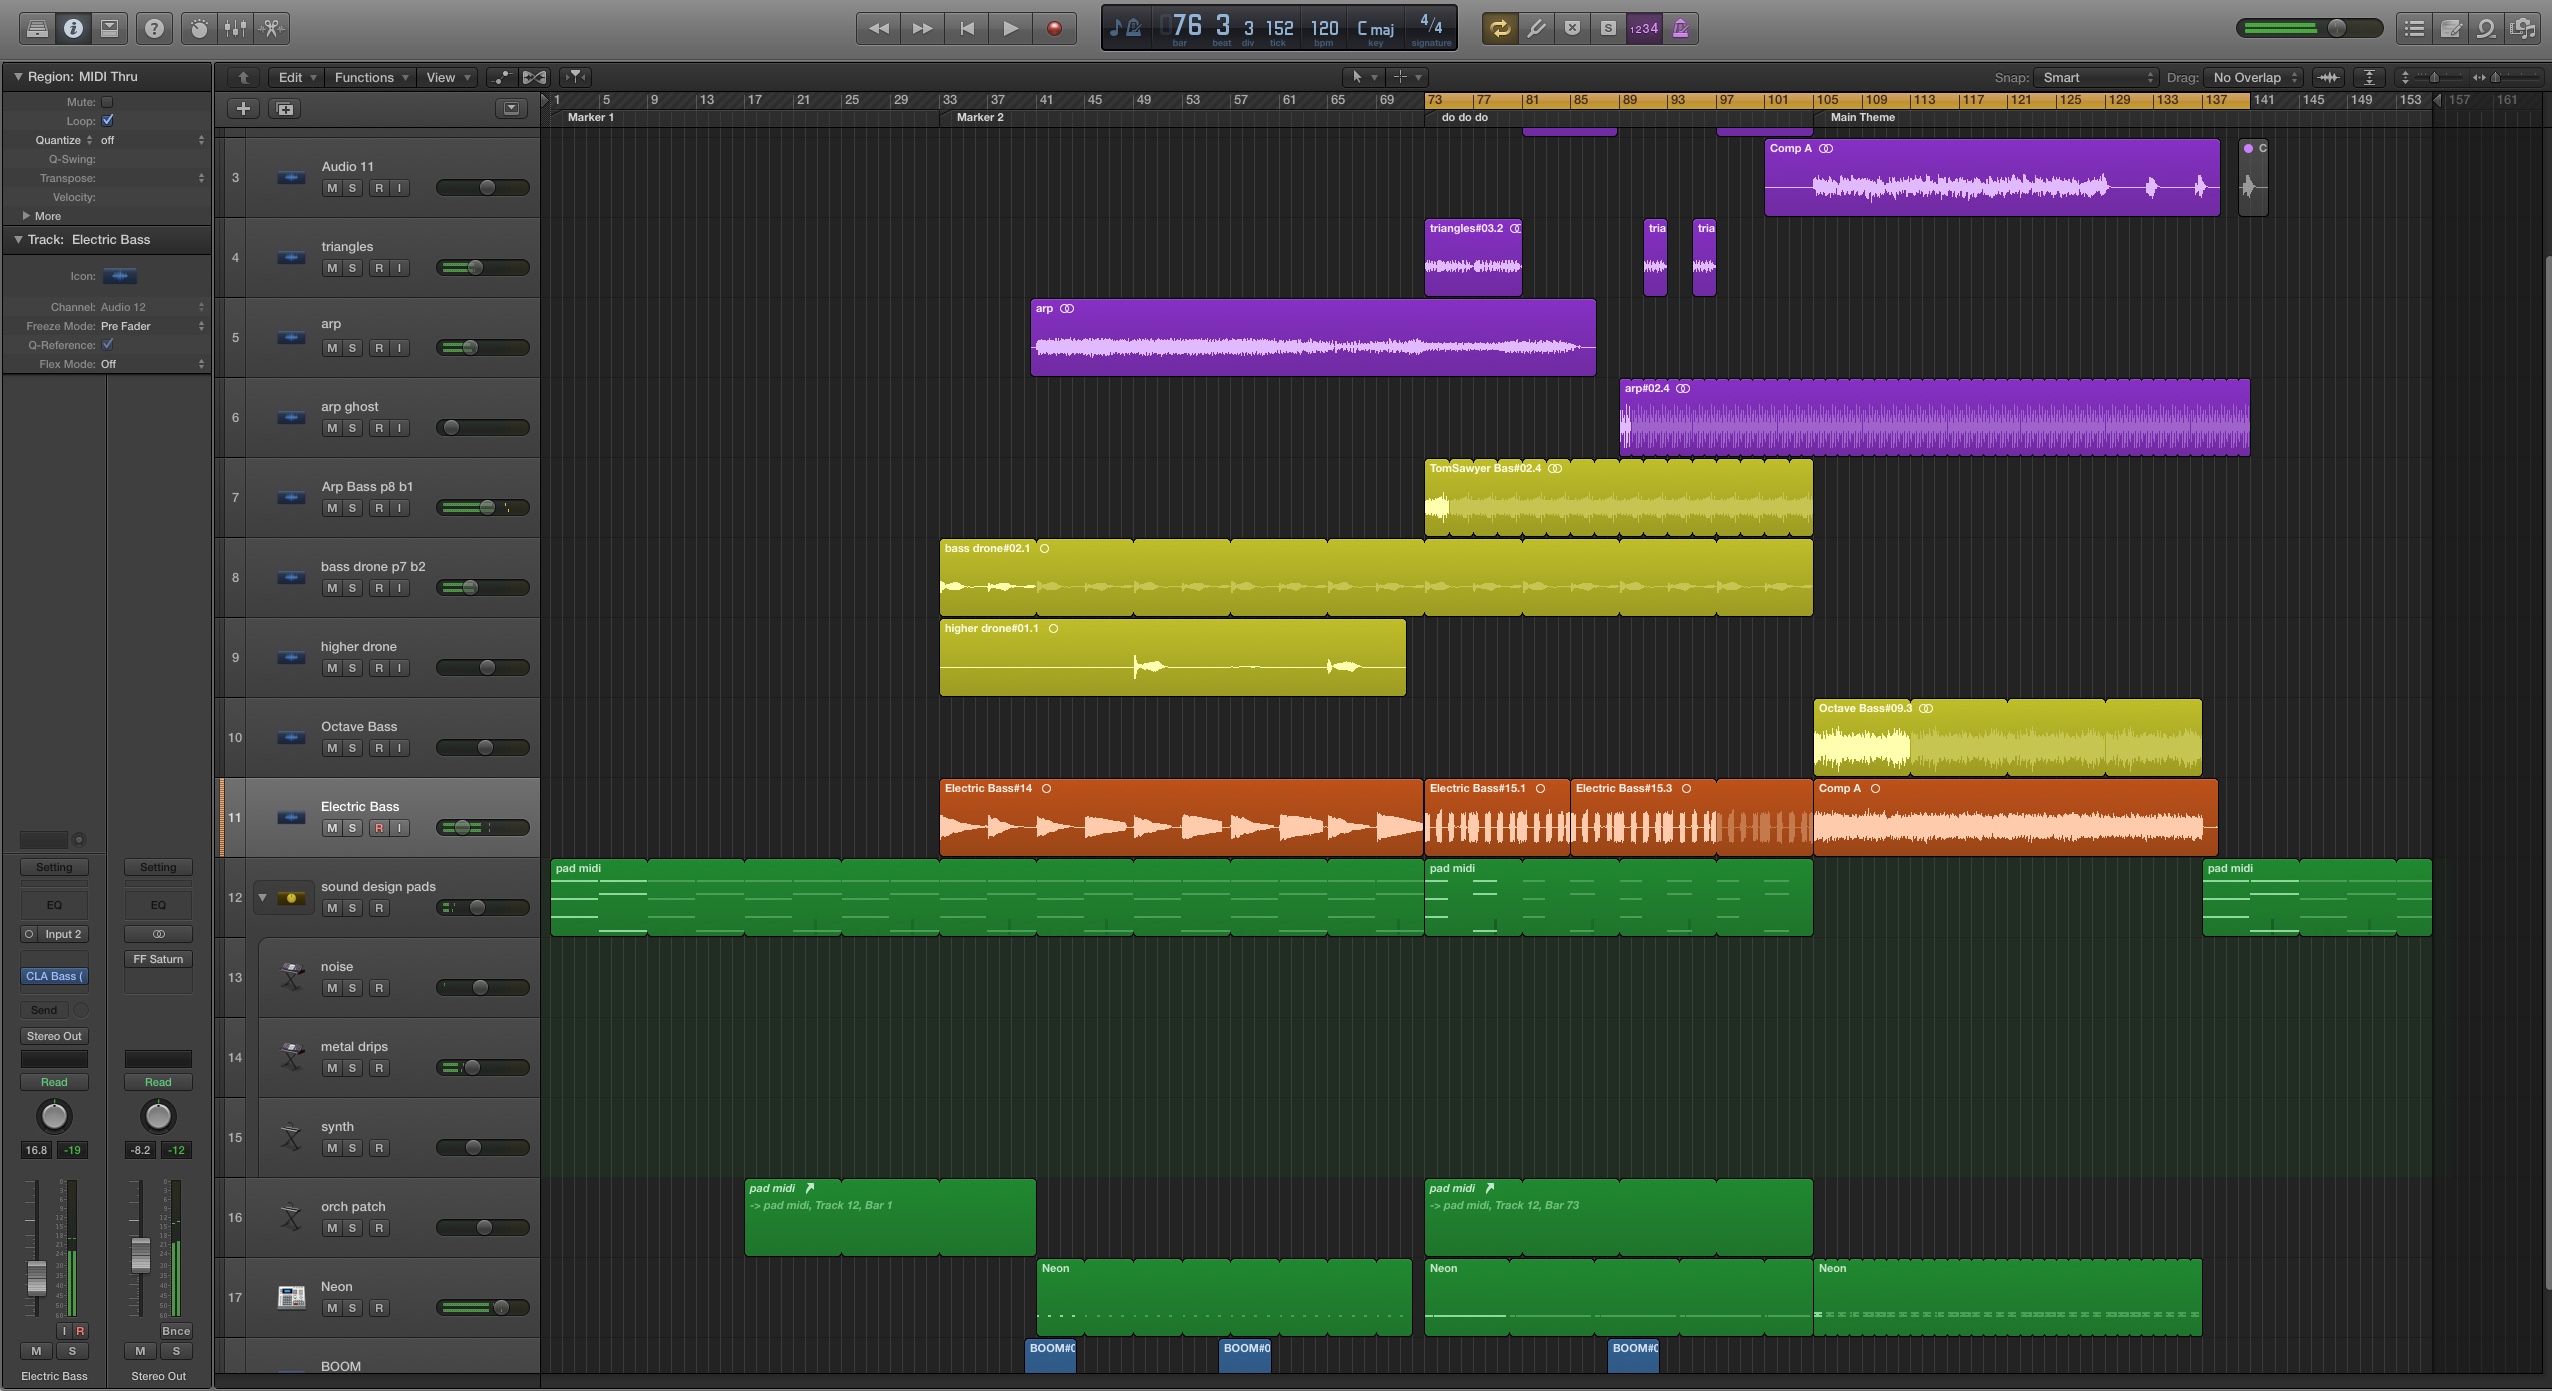 076 3 3 152 120 C maj 4/4
bar beat div tick bpm key signature
S 1234
Region: MIDI Thru
Edit Functions View Snap: Smart Drag: No Overlap
Mute:
Loop:
Quantize off
Q-Swing:
Transpose:
Velocity:
More
Track: Electric Bass
Icon:
Channel: Audio 12
Freeze Mode: Pre Fader
Q-Reference:
Flex Mode: Off
1 5 9 13 17 21 25 29 33 37 41 45 49 53 57 61 65 69 73 77 81 85 89 93 97 101 105 109 113 117 121 125 129 133 137 141 145 149 153 157 161
Marker 1 Marker 2 do do do Main Theme
3 Audio 11 M S R I
Comp A C
4 triangles M S R I
triangles#03.2 tria tria
5 arp M S R I
arp
6 arp ghost M S R I
arp#02.4
7 Arp Bass p8 b1 M S R I
TomSawyer Bas#02.4
8 bass drone p7 b2 M S R I
bass drone#02.1
9 higher drone M S R I
higher drone#01.1
10 Octave Bass M S R I
Octave Bass#09.3
11 Electric Bass M S R I
Electric Bass#14 Electric Bass#15.1 Electric Bass#15.3 Comp A
12 sound design pads M S R
pad midi pad midi pad midi
13 noise M S R
14 metal drips M S R
15 synth M S R
16 orch patch M S R
pad midi pad midi
-> pad midi, Track 12, Bar 1 -> pad midi, Track 12, Bar 73
17 Neon M S R
Neon Neon Neon
BOOM
BOOM#0 BOOM#0 BOOM#0
Setting Setting
EQ EQ
Input 2
FF Saturn
CLA Bass (
Send
Stereo Out
Read Read
16.8 -19 -8.2 -12
I R Bnce
M S M S
Electric Bass Stereo Out